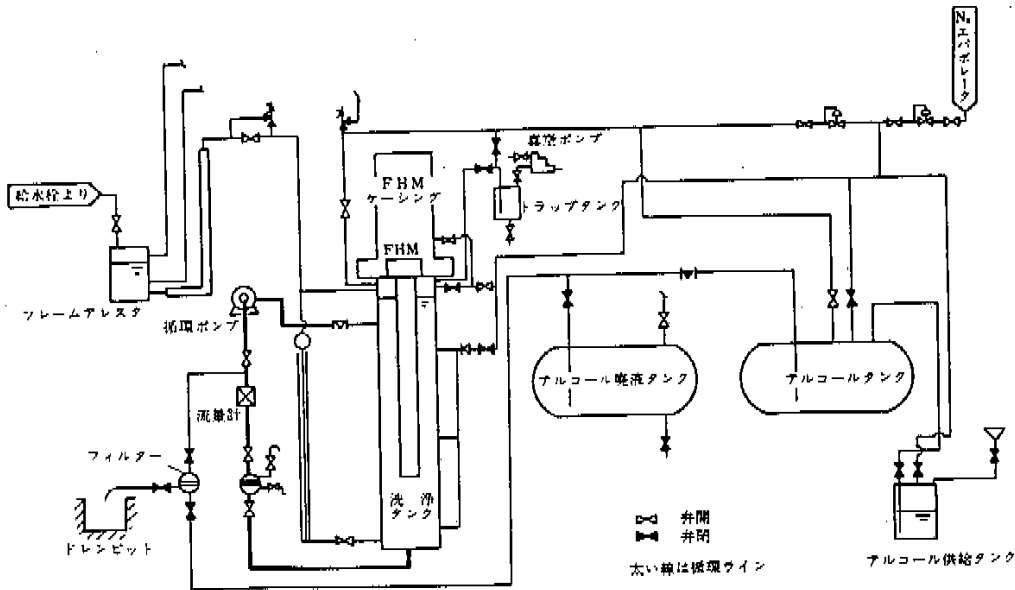 N₂エバポレータ
真空ポンプ
FHM
ケーシング
給水栓より
トラップタンク
FHM
フレームアレスタ
循環ポンプ
アルコール廃液タンク
アルコールタンク
流量計
フィルター
洗浄
タンク
弁開
弁閉
ドレンピット
太い線は循環ライン
アルコール供給タンク